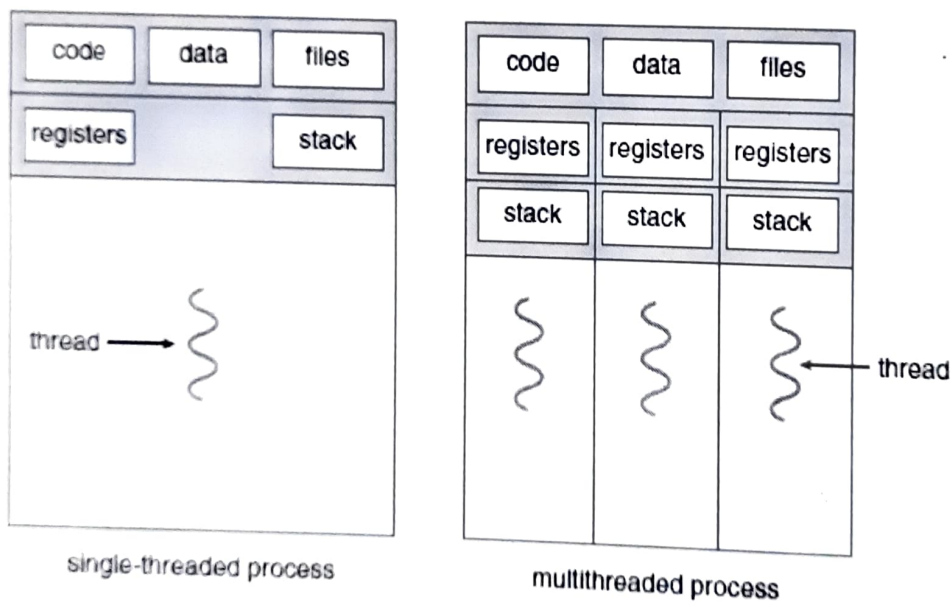 code data files
registers stack
thread
single-threaded process
code data files
registers registers registers
stack stack stack
thread
multithreaded process